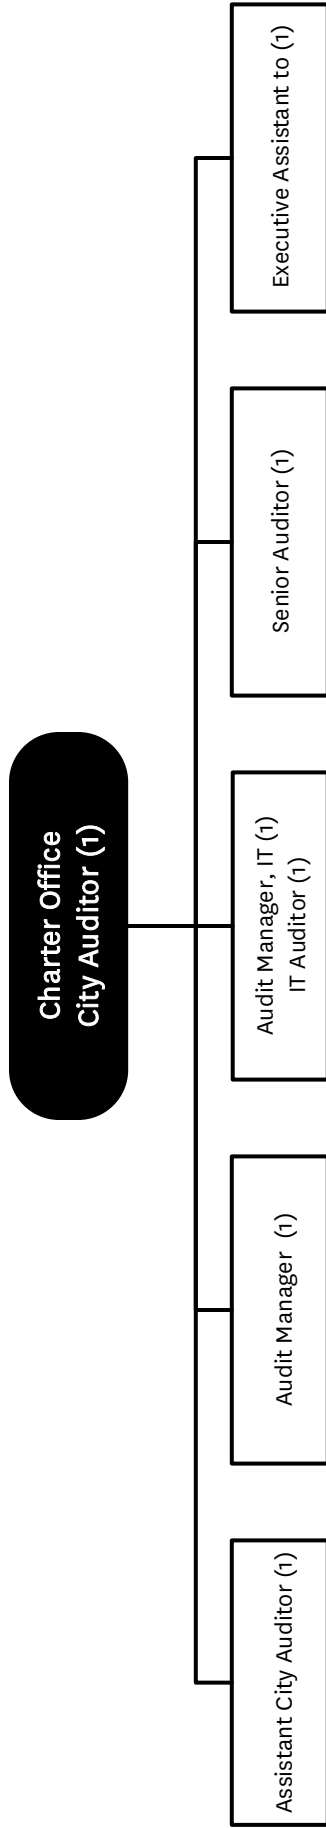 Charter Office
City Auditor (1)
Assistant City Auditor (1)
Audit Manager (1)
Audit Manager, IT (1)
IT Auditor (1)
Senior Auditor (1)
Executive Assistant to (1)